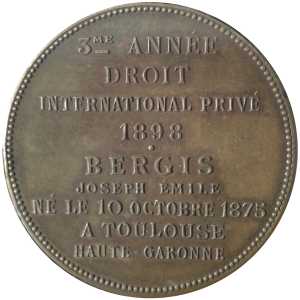 3ME ANNÉE
DROIT
INTERNATIONAL PRIVÉ
1898
BERGIS
JOSEPH EMILE
NÉ LE 10 OCTOBRE 1875
A TOULOUSE
HAUTE-GARONNE